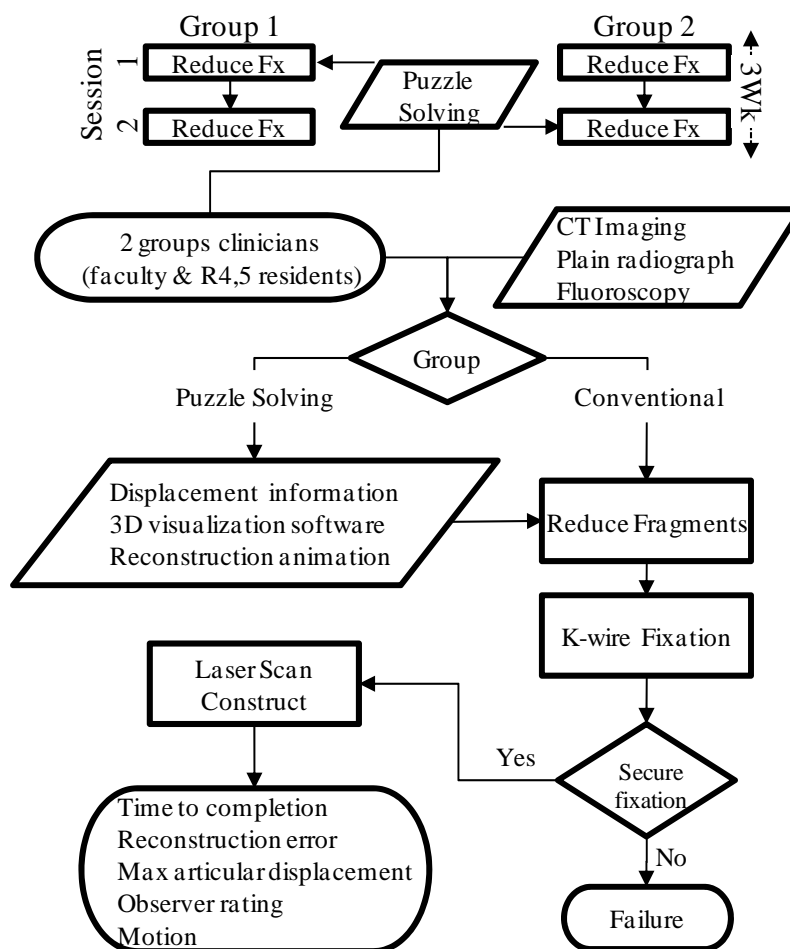 Group 1
Group 2
Session
1
Reduce Fx
Puzzle
Solving
Reduce Fx
3Wk
2
Reduce Fx
Reduce Fx
2 groups clinicians
(faculty & R4,5 residents)
CT Imaging
Plain radiograph
Fluoroscopy
Group
Puzzle Solving
Conventional
Displacement information
3D visualization software
Reconstruction animation
Reduce Fragments
K-wire Fixation
Laser Scan
Construct
Yes
Secure
fixation
No
Time to completion
Reconstruction error
Max articular displacement
Observer rating
Motion
Failure